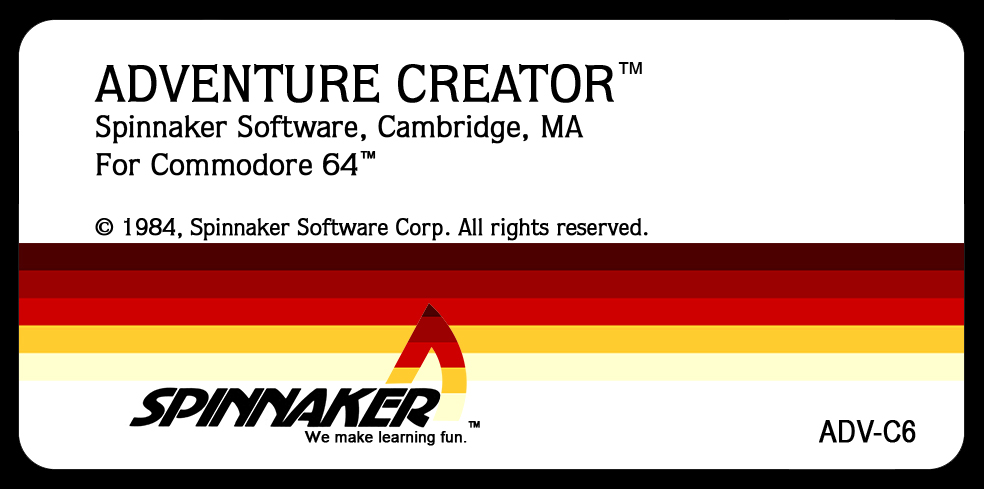 ADVENTURE CREATOR™
Spinnaker Software, Cambridge, MA
For Commodore 64™
© 1984, Spinnaker Software Corp. All rights reserved.
SPINNAKER™
We make learning fun.
ADV-C6